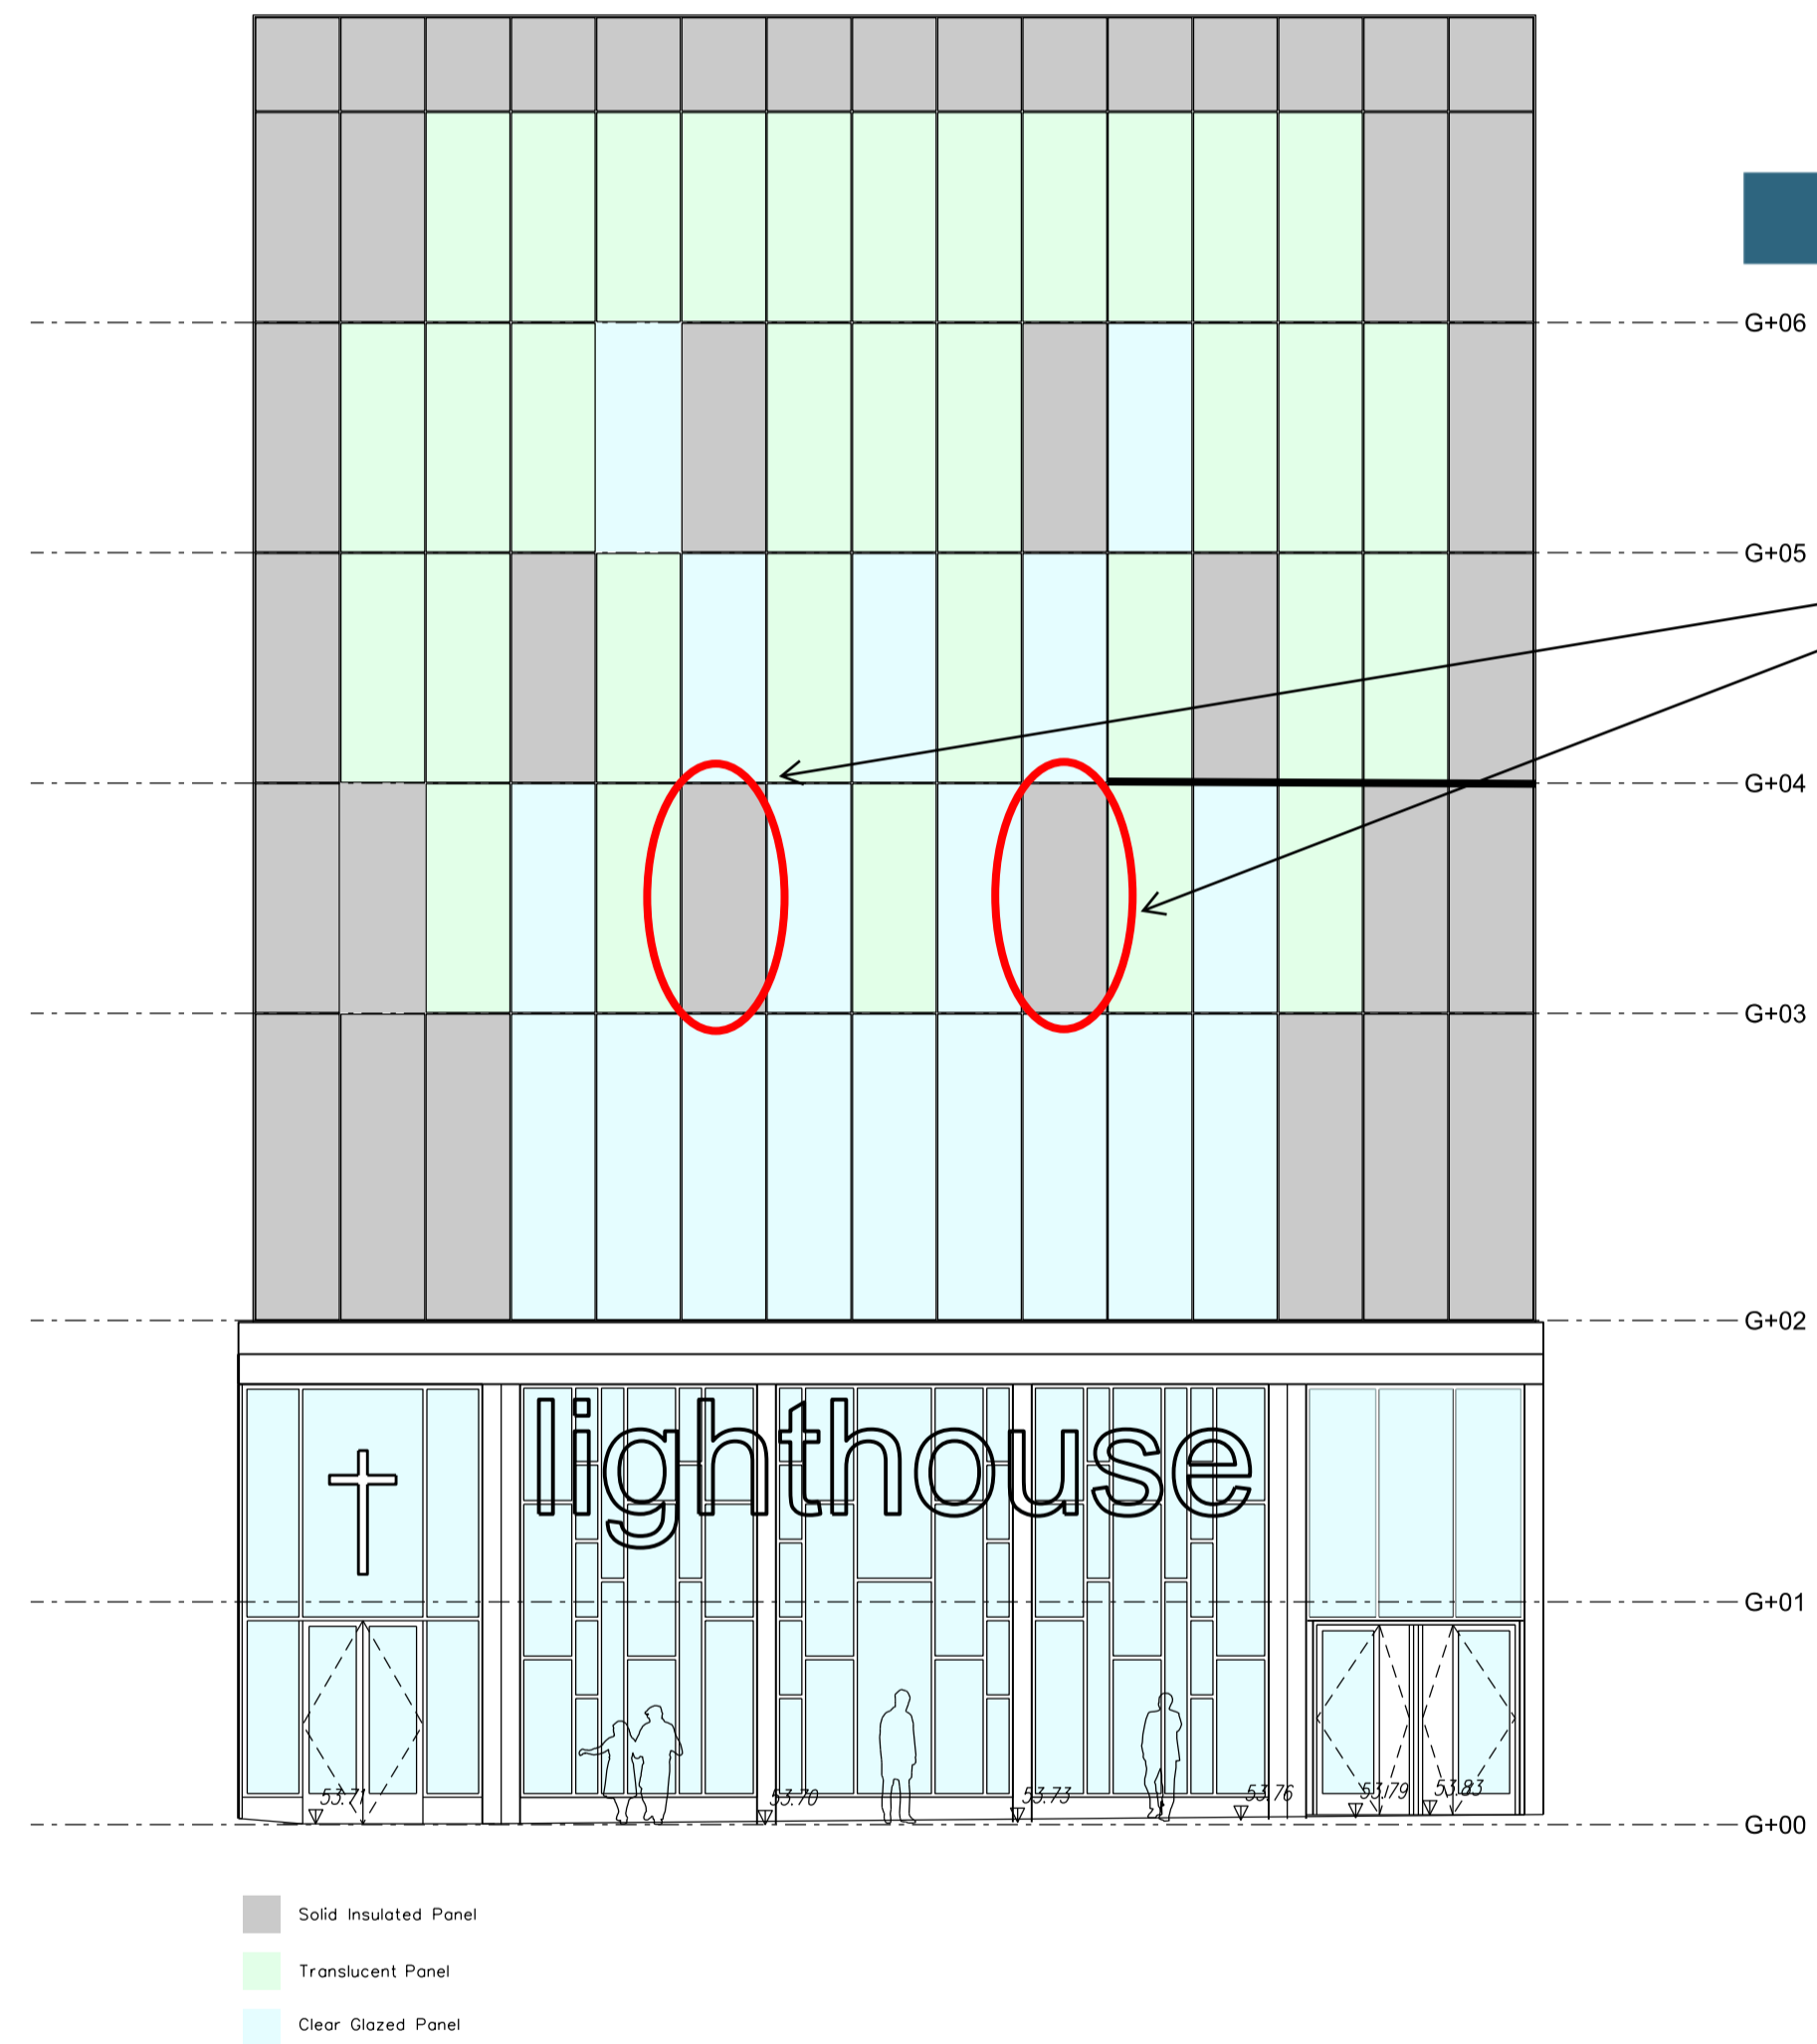 G+06
G+05
G+04
G+03
G+02
lighthouse
G+01
53.71
53.70
53.73
53.76
53.79
53.83
G+00
Solid Insulated Panel
Translucent Panel
Clear Glazed Panel